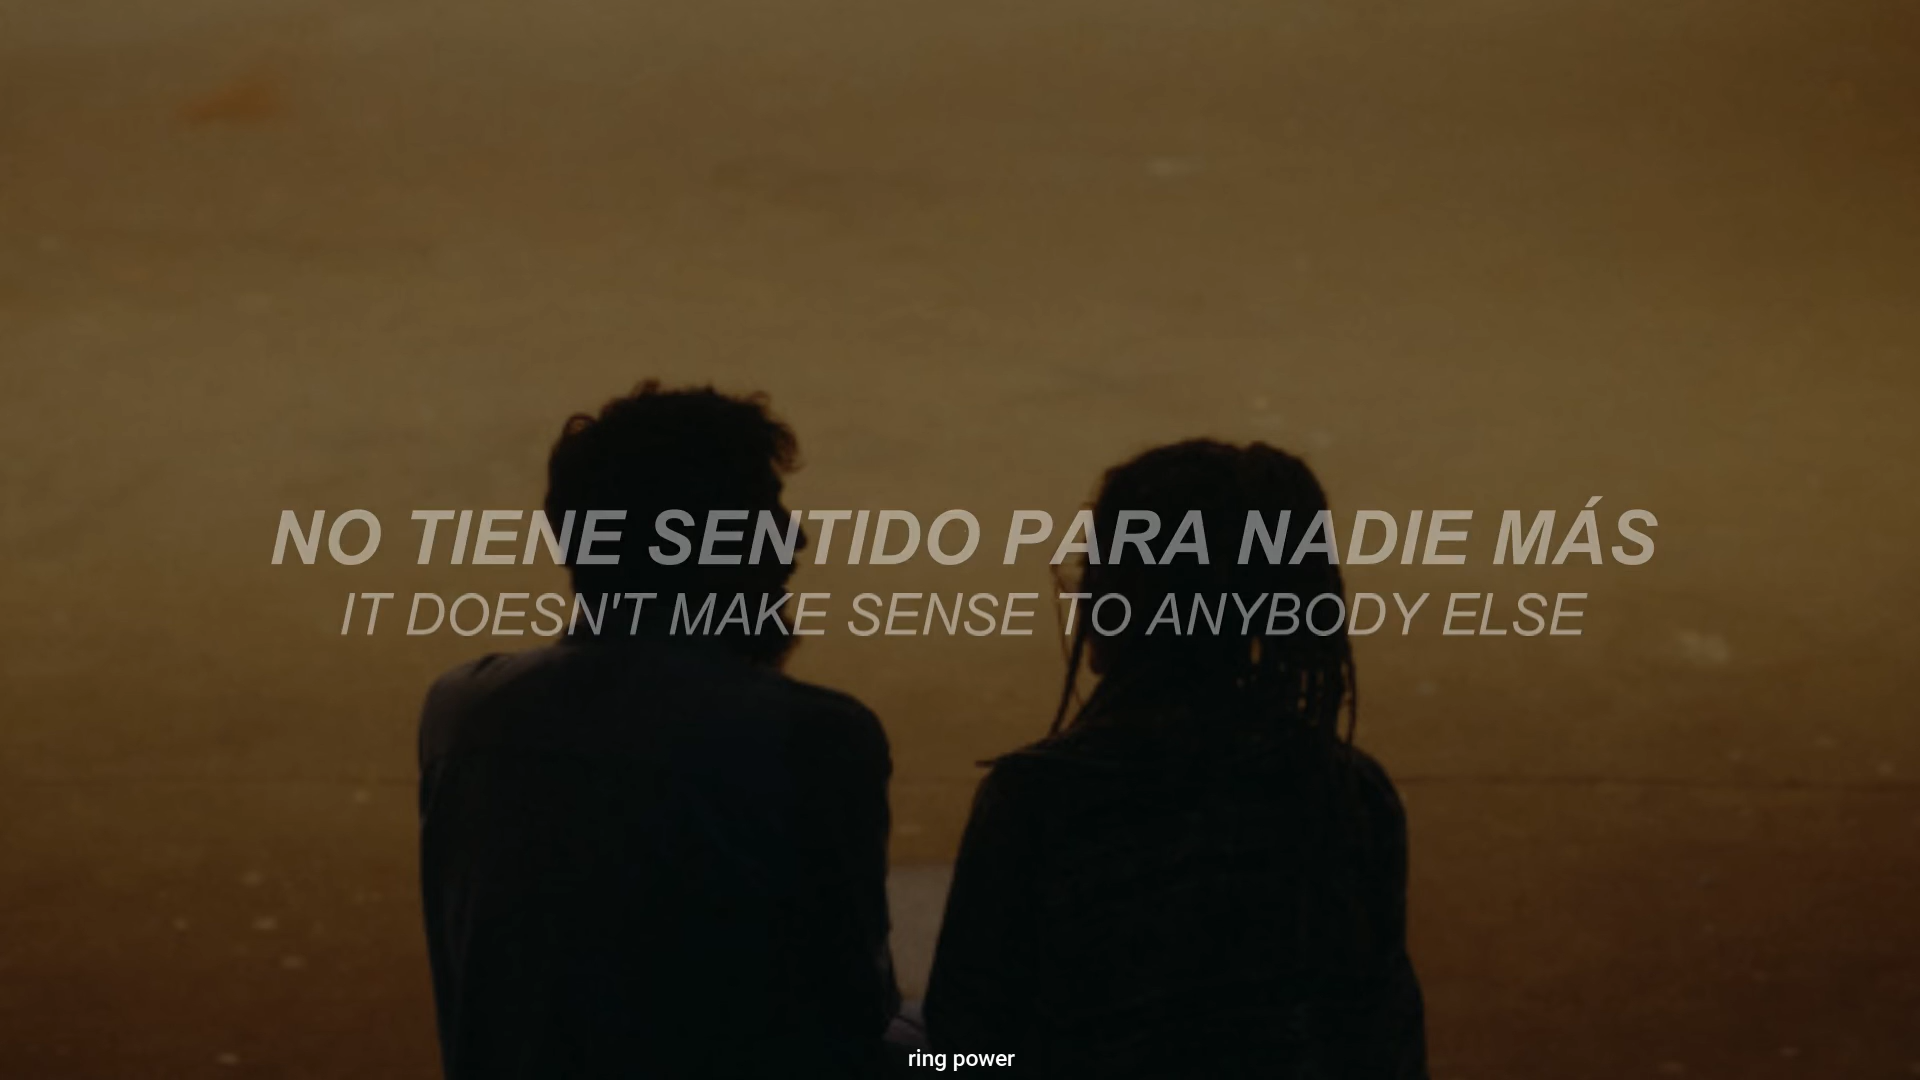 NO TIENE SENTIDO PARA NADIE MÁS
IT DOESN'T MAKE SENSE TO ANYBODY ELSE
ring power